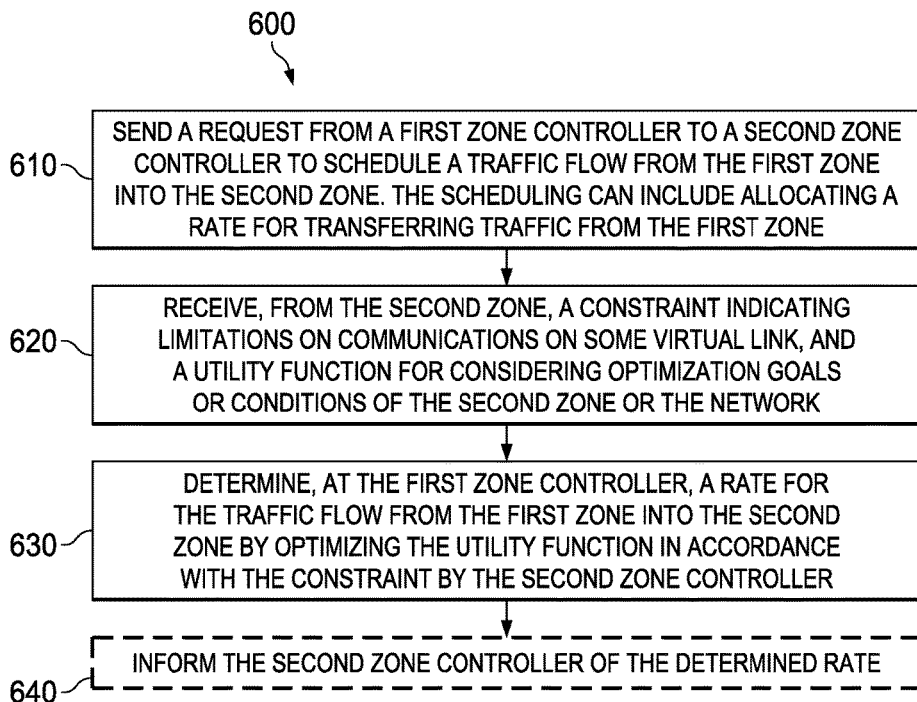 600
610
SEND A REQUEST FROM A FIRST ZONE CONTROLLER TO A SECOND ZONE
CONTROLLER TO SCHEDULE A TRAFFIC FLOW FROM THE FIRST ZONE
INTO THE SECOND ZONE. THE SCHEDULING CAN INCLUDE ALLOCATING A
RATE FOR TRANSFERRING TRAFFIC FROM THE FIRST ZONE
620
RECEIVE, FROM THE SECOND ZONE, A CONSTRAINT INDICATING
LIMITATIONS ON COMMUNICATIONS ON SOME VIRTUAL LINK, AND
A UTILITY FUNCTION FOR CONSIDERING OPTIMIZATION GOALS
OR CONDITIONS OF THE SECOND ZONE OR THE NETWORK
630
DETERMINE, AT THE FIRST ZONE CONTROLLER, A RATE FOR
THE TRAFFIC FLOW FROM THE FIRST ZONE INTO THE SECOND
ZONE BY OPTIMIZING THE UTILITY FUNCTION IN ACCORDANCE
WITH THE CONSTRAINT BY THE SECOND ZONE CONTROLLER
640
INFORM THE SECOND ZONE CONTROLLER OF THE DETERMINED RATE